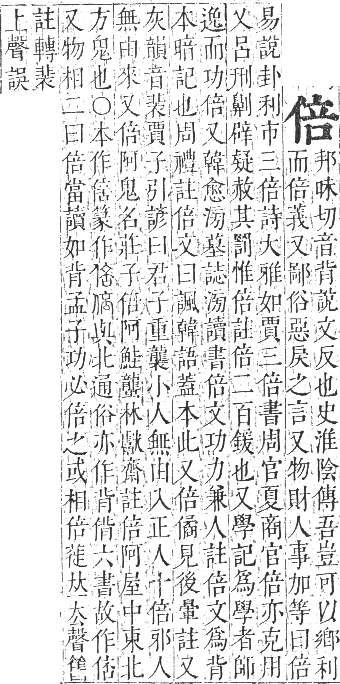 倍
邦昧切音背說文反也史淮陰傳吾豈可以鄉利
而倍義又鄙俗惡戾之言又物財人事加等曰倍
易說卦利市三倍詩大雅如賈三倍書周官夏商官倍亦克用
乂呂刑劓辟疑赦其罰惟倍註倍二百鍰也又學記爲學者師
逸而功倍又韓愈滂墓誌滂讀書倍文功力兼人註倍文爲背
本暗記也周禮註倍文曰諷韓語蓋本此又倍僪見後暈註又
灰韻音裴賈子引諺曰君子重襲小人無由入正人十倍邪人
無由來又倍阿鬼名莊子倍阿鮭蠪林獻齋註倍阿屋中東北
方鬼也○本作篆作與北通俗亦作背偝六書故作
又物相二曰倍當讀如背孟子功必倍之或相倍蓰𠀤去聲舊
註轉裴
上聲誤